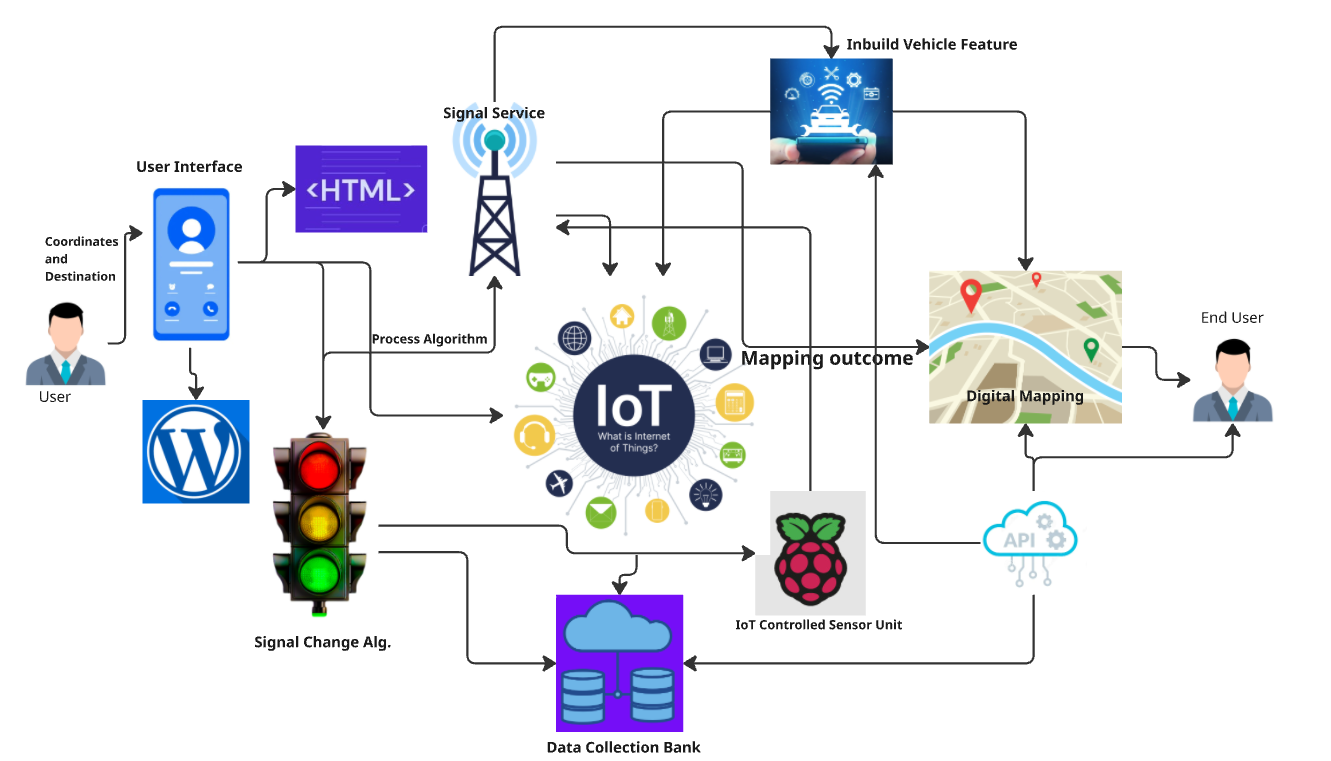 Inbuild Vehicle Feature
Signal Service
User Interface
<HTML>
Coordinates
and
Destination
User
Process Algorithm
IoT
What is Internet
of Things?
Mapping outcome
Digital Mapping
End User
API
Signal Change Alg.
IoT Controlled Sensor Unit
Data Collection Bank